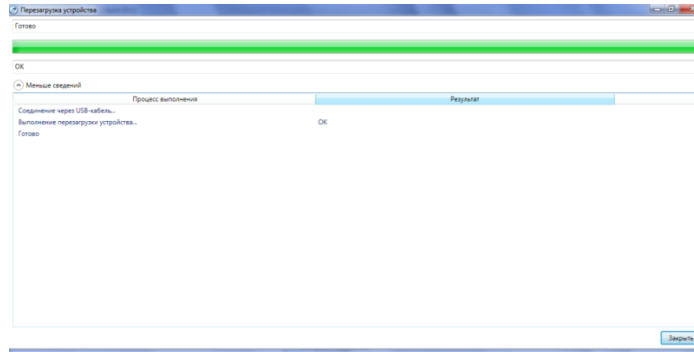 Перезагрузка устройства
Готово
OK
Меньше сведений
Процесс выполнения Результат
Соединение через USB-кабель...
Выполнение перезагрузки устройства... OK
Готово
Закрыть